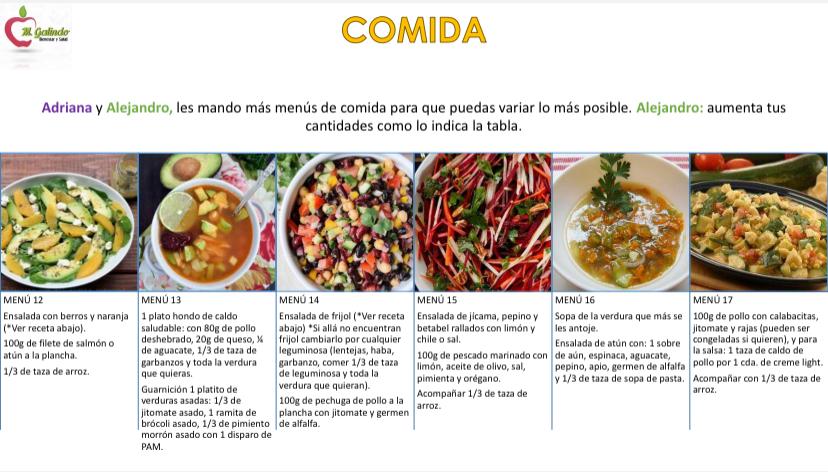 M. Galindo
Bienestar y Salud
COMIDA
Adriana y Alejandro, les mando más menús de comida para que puedas variar lo más posible. Alejandro: aumenta tus
cantidades como lo indica la tabla.
MENÚ 12
Ensalada con berros y naranja
(*Ver receta abajo).
100g de filete de salmón o
atún a la plancha.
1/3 de taza de arroz.
MENÚ 13
1 plato hondo de caldo
saludable: con 80g de pollo
deshebrado, 20g de queso, ¼
de aguacate, 1/3 de taza de
garbanzos y toda la verdura
que quieras.
Guarnición 1 platito de
verduras asadas: 1/3 de
jitomate asado, 1 ramita de
brócoli asado, 1/3 de pimiento
morrón asado con 1 disparo de
PAM.
MENÚ 14
Ensalada de frijol (*Ver receta
abajo) *Si allá no encuentran
frijol cambiarlo por cualquier
leguminosa (lentejas, haba,
garbanzo, comer 1/3 de taza
de leguminosa y toda la
verdura que quieran).
100g de pechuga de pollo a la
plancha con jitomate y germen
de alfalfa.
MENÚ 15
Ensalada de jícama, pepino y
betabel rallados con limón y
chile o sal.
100g de pescado marinado con
limón, aceite de olivo, sal,
pimienta y orégano.
Acompañar 1/3 de taza de
arroz.
MENÚ 16
Sopa de la verdura que más se
les antoje.
Ensalada de atún con: 1 sobre
de aún, espinaca, aguacate,
pepino, apio, germen de alfalfa
y 1/3 de taza de sopa de pasta.
MENÚ 17
100g de pollo con calabacitas,
jitomate y rajas (pueden ser
congeladas si quieren), y para
la salsa: 1 taza de caldo de
pollo por 1 cda. de creme light.
Acompañar con 1/3 de taza de
arroz.